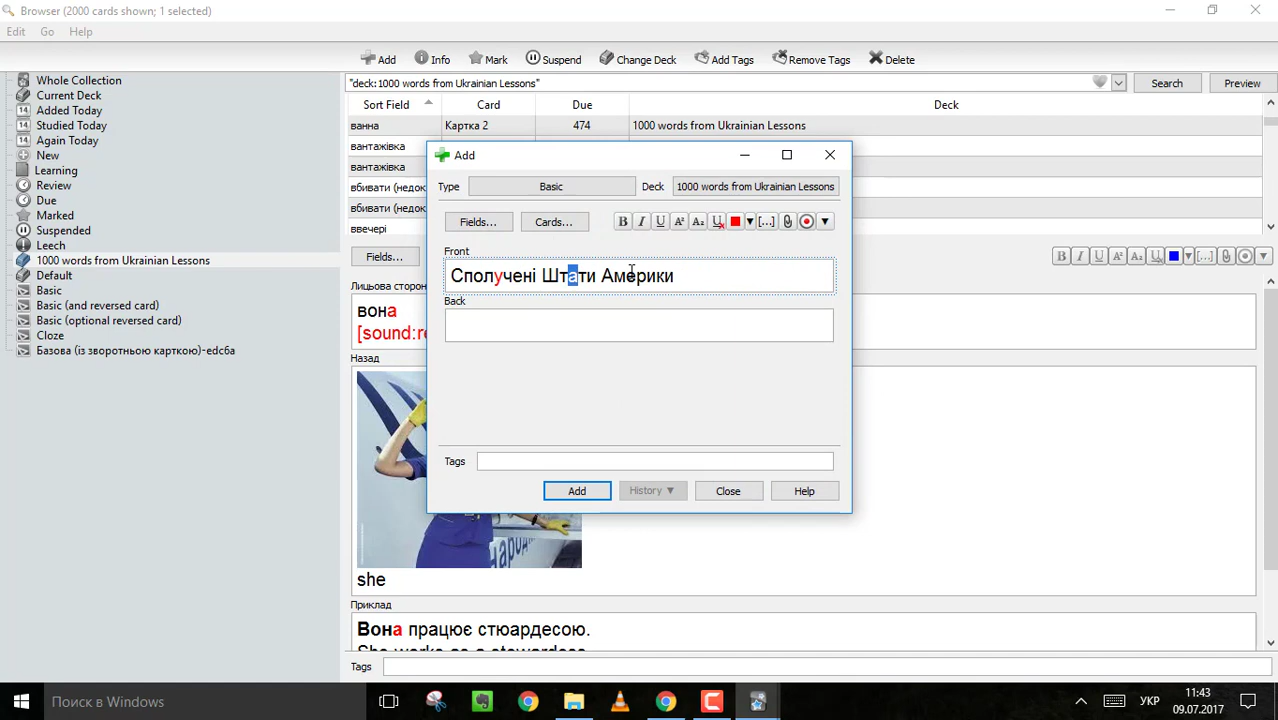 Browser (2000 cards shown; 1 selected)
Edit Go Help
Add Info Mark Suspend Change Deck Add Tags Remove Tags Delete
Whole Collection
Current Deck
Added Today
Studied Today
Again Today
New
Learning
Review
Due
Marked
Suspended
Leech
1000 words from Ukrainian Lessons
Default
Basic
Basic (and reversed card)
Basic (optional reversed card)
Cloze
Базова (із зворотньою карткою)-edcба
"deck:1000 words from Ukrainian Lessons"
Search Preview
Sort Field Card Due Deck
ванна Картка 2 474 1000 words from Ukrainian Lessons
вантажівка
вантажівка
вбивати (недок
вбивати (недок
ввечері
Add
Type Basic Deck 1000 words from Ukrainian Lessons
Fields... Cards... B I U A² A₂ U [...]
Front
Сполучені Штати Америки
Back
Tags
Add History ▼ Close Help
Fields... B I U A² A₂ U [...]
Лицьова сторон
вона
[sound:re
Назад
Народн
she
Приклад
Вона працює стюардесою.
She works as a stewardess.
Tags
Поиск в Windows
УКР
11:43
09.07.2017